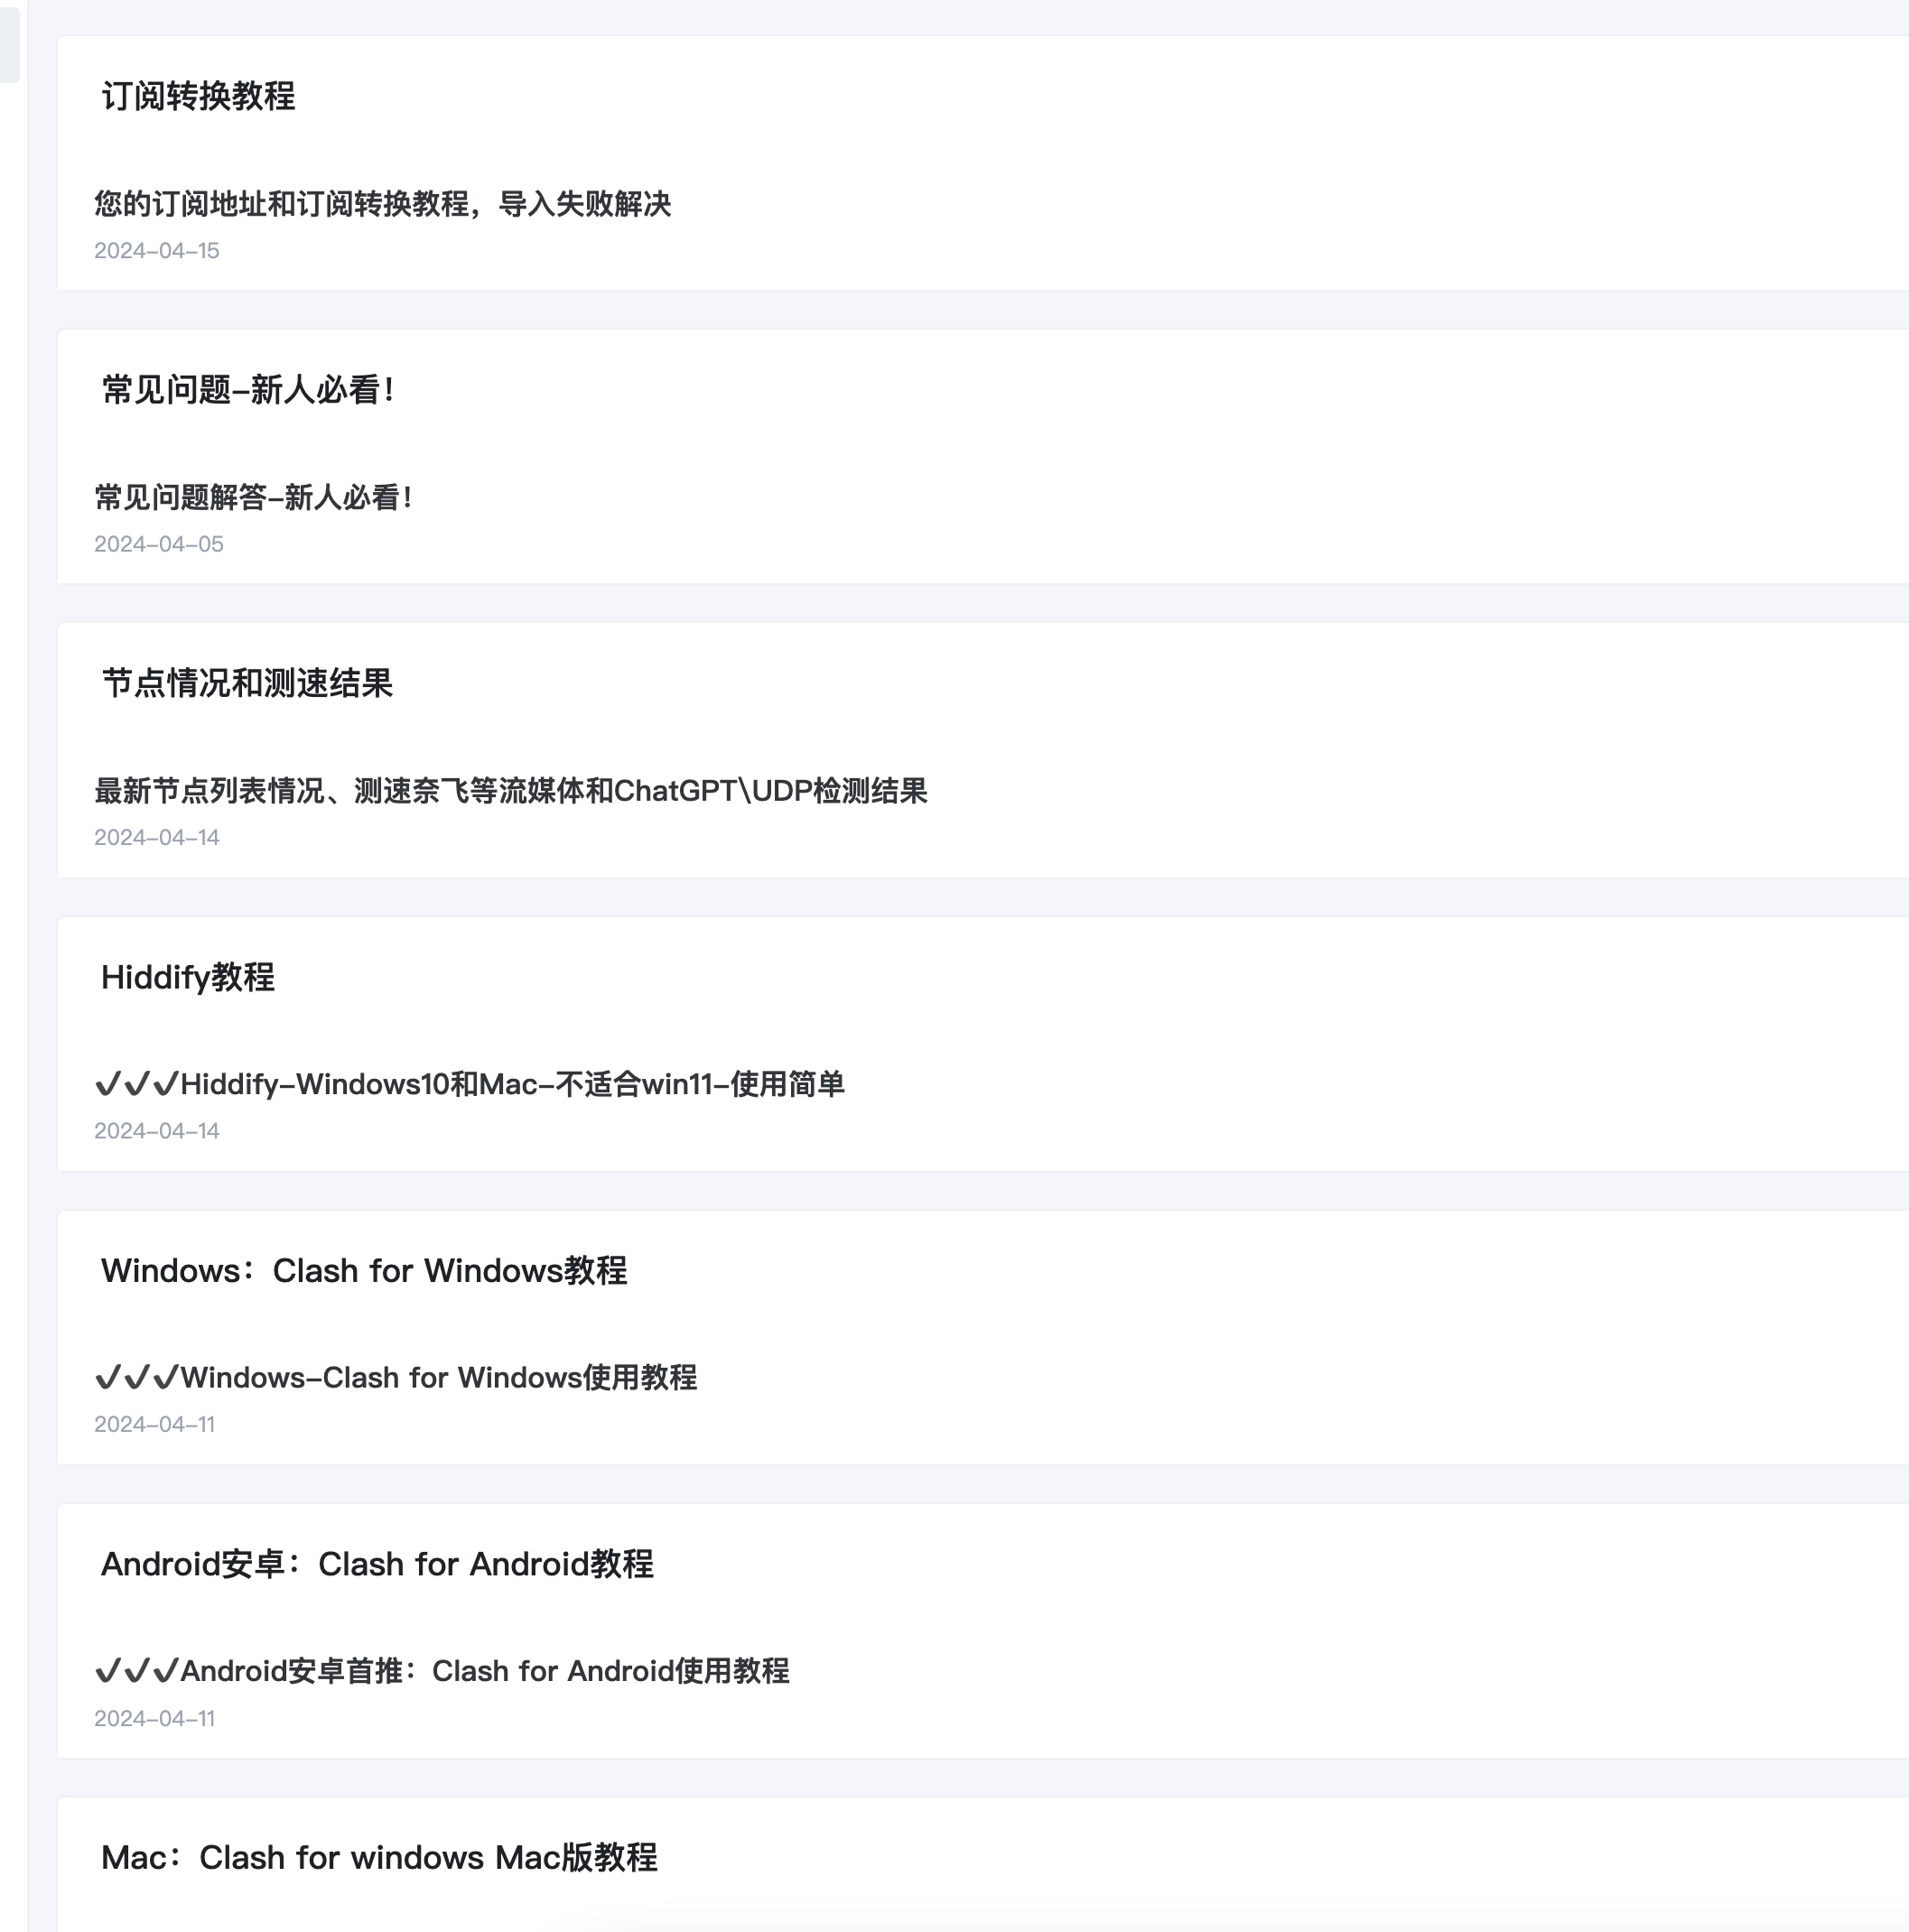 订阅转换教程
您的订阅地址和订阅转换教程，导入失败解决
2024-04-15
常见问题-新人必看！
常见问题解答-新人必看！
2024-04-05
节点情况和测速结果
最新节点列表情况、测速奈飞等流媒体和ChatGPT\UDP检测结果
2024-04-14
Hiddify教程
✓✓✓Hiddify-Windows10和Mac-不适合win11-使用简单
2024-04-14
Windows：Clash for Windows教程
✓✓✓Windows-Clash for Windows使用教程
2024-04-11
Android安卓：Clash for Android教程
✓✓✓Android安卓首推：Clash for Android使用教程
2024-04-11
Mac：Clash for windows Mac版教程